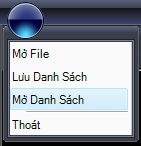 Mở File
Lưu Danh Sách
Mở Danh Sách
Thoát